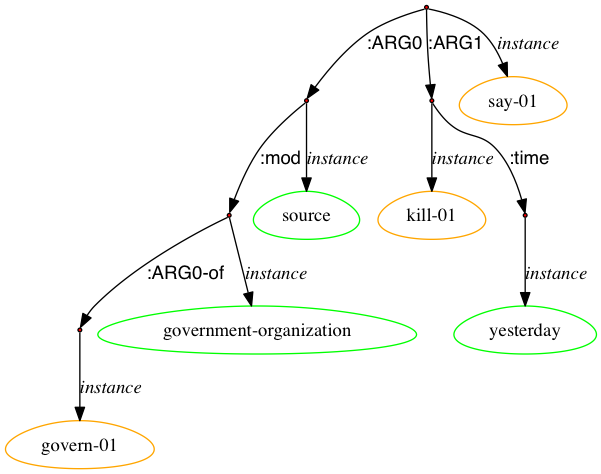 :ARG0 :ARG1 instance
say-01
:mod instance instance :time
source kill-01
:ARG0-of instance instance
government-organization yesterday
instance
govern-01